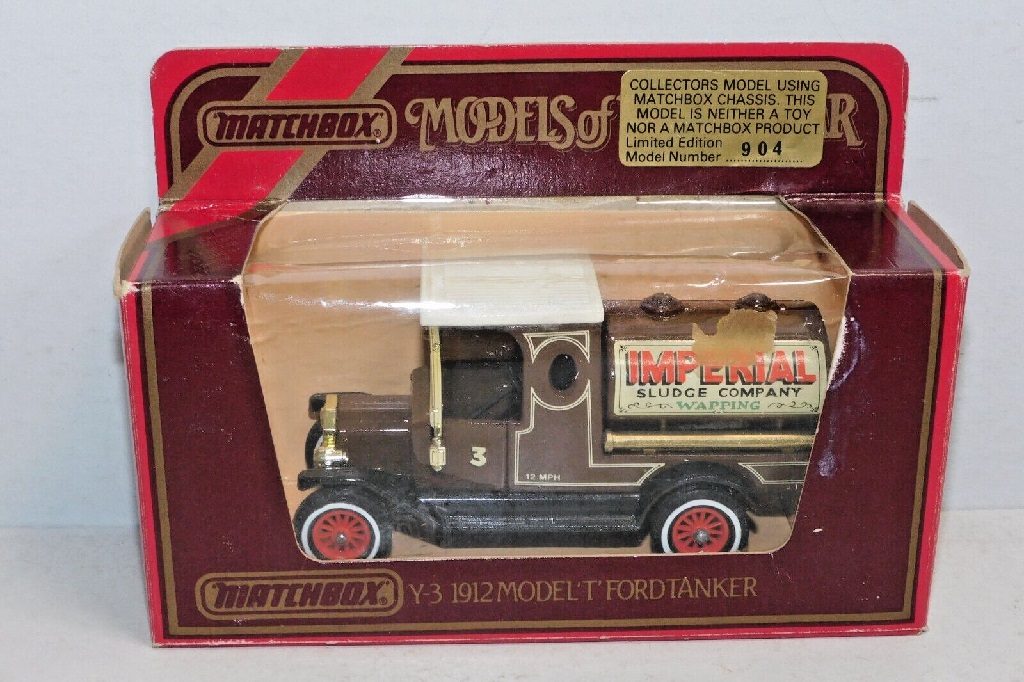 MATCHBOX®
MODELS of
R
COLLECTORS MODEL USING
MATCHBOX CHASSIS. THIS
MODEL IS NEITHER A TOY
NOR A MATCHBOX PRODUCT
Limited Edition
Model Number 904
IMPERIAL
SLUDGE COMPANY
WAPPING
3
12 MPH
MATCHBOX® Y-3 1912 MODEL 'T' FORD TANKER